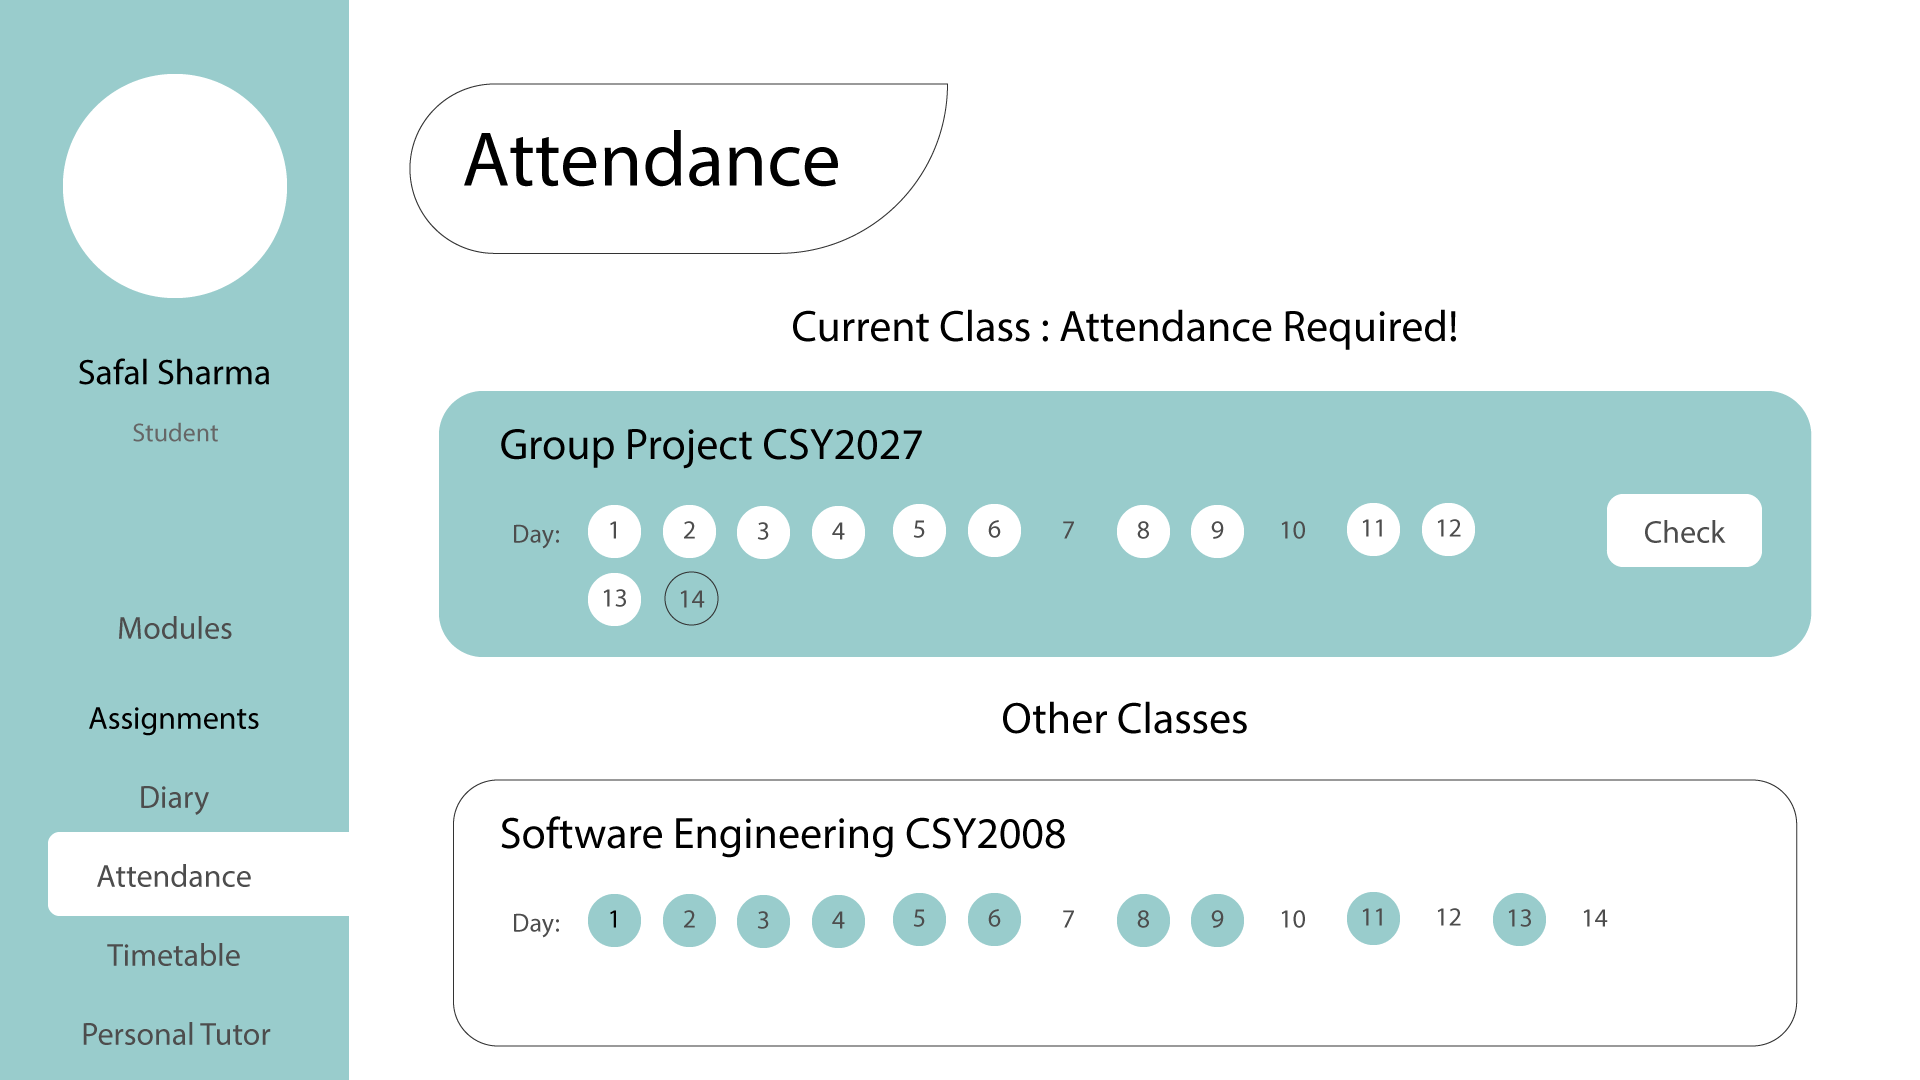 Safal Sharma
Student
Modules
Assignments
Diary
Attendance
Timetable
Personal Tutor
Attendance
Current Class : Attendance Required!
Group Project CSY2027
Day: 1 2 3 4 5 6 7 8 9 10 11 12
13 14
Check
Other Classes
Software Engineering CSY2008
Day: 1 2 3 4 5 6 7 8 9 10 11 12 13 14